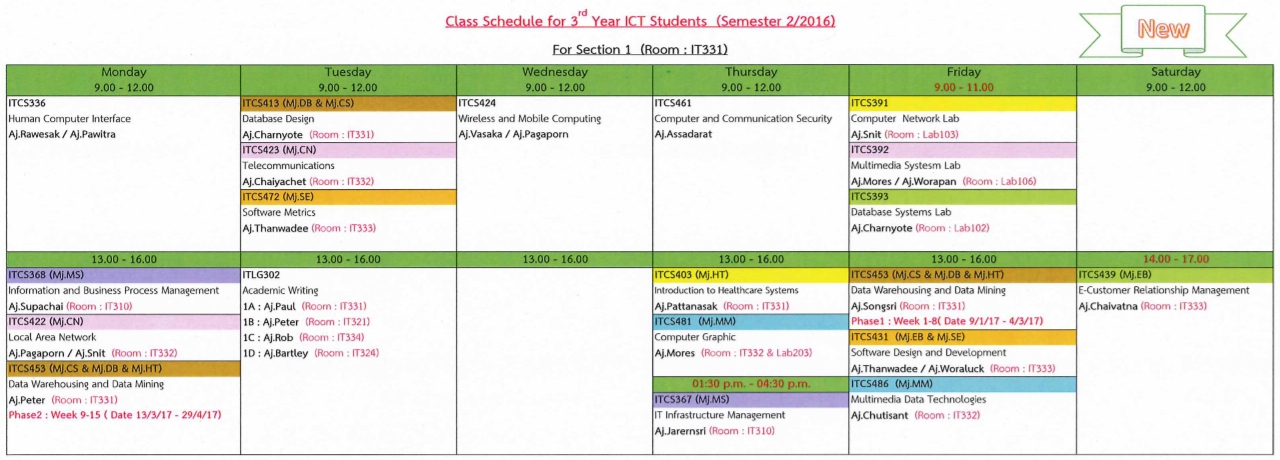 Class Schedule for 3rd Year ICT Students (Semester 2/2016)
New
For Section 1 (Room : IT331)
Monday
9.00 - 12.00
Tuesday
9.00 - 12.00
Wednesday
9.00 - 12.00
Thursday
9.00 - 12.00
Friday
9.00 - 11.00
Saturday
9.00 - 12.00
ITCS336
Human Computer Interface
Aj.Rawesak / Aj.Pawitra
ITCS413 (Mj.DB & Mj.CS)
Database Design
Aj.Charnyote (Room : IT331)
ITCS423 (Mj.CN)
Telecommunications
Aj.Chaiyachet (Room : IT332)
ITCS472 (Mj.SE)
Software Metrics
Aj.Thanwadee (Room : IT333)
ITCS424
Wireless and Mobile Computing
Aj.Vasaka / Aj.Pagaporn
ITCS461
Computer and Communication Security
Aj.Assadarat
ITCS391
Computer Network Lab
Aj.Snit (Room : Lab103)
ITCS392
Multimedia Systesm Lab
Aj.Mores / Aj.Worapan (Room : Lab106)
ITCS393
Database Systems Lab
Aj.Charnyote (Room : Lab102)
13.00 - 16.00
13.00 - 16.00
13.00 - 16.00
13.00 - 16.00
13.00 - 16.00
14.00 - 17.00
ITCS368 (Mj.MS)
Information and Business Process Management
Aj.Supachai (Room : IT310)
ITCS422 (Mj.CN)
Local Area Network
Aj.Pagaporn / Aj.Snit (Room : IT332)
ITCS453 (Mj.CS & Mj.DB & Mj.HT)
Data Warehousing and Data Mining
Aj.Peter (Room : IT331)
Phase2 : Week 9-15 ( Date 13/3/17 - 29/4/17)
ITLG302
Academic Writing
1A : Aj.Paul (Room : IT331)
1B : Aj.Peter (Room : IT321)
1C : Aj.Rob (Room : IT334)
1D : Aj.Bartley (Room : IT324)
ITCS403 (Mj.HT)
Introduction to Healthcare Systems
Aj.Pattanasak (Room : IT331)
ITCS481 (Mj.MM)
Computer Graphic
Aj.Mores (Room : IT332 & Lab203)
01:30 p.m. - 04:30 p.m.
ITCS367 (Mj.MS)
IT Infrastructure Management
Aj.Jarernsri (Room : IT310)
ITCS453 (Mj.CS & Mj.DB & Mj.HT)
Data Warehousing and Data Mining
Aj.Songsri (Room : IT331)
Phase1 : Week 1-8( Date 9/1/17 - 4/3/17)
ITCS431 (Mj.EB & Mj.SE)
Software Design and Development
Aj.Thanwadee / Aj.Woraluck (Room : IT333)
ITCS486 (Mj.MM)
Multimedia Data Technologies
Aj.Chutisant (Room : IT332)
ITCS439 (Mj.EB)
E-Customer Relationship Management
Aj.Chaivatna (Room : IT333)